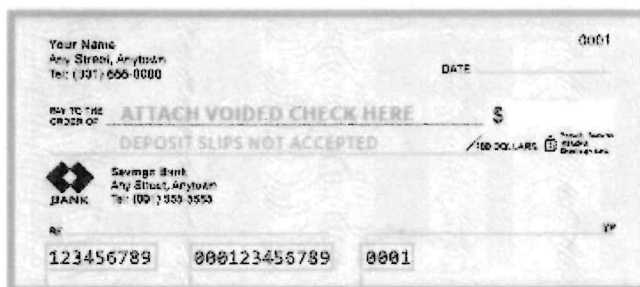 Your Name
0001
Any Street, Anytown
Tel: (001) 555-0000
DATE
PAY TO THE
ORDER OF
ATTACH VOIDED CHECK HERE
$
DEPOSIT SLIPS NOT ACCEPTED
/100 DOLLARS
Savings Bank
Any Street, Anytown
BANK
Tel: (001) 555-5555
RE
123456789 000123456789 0001